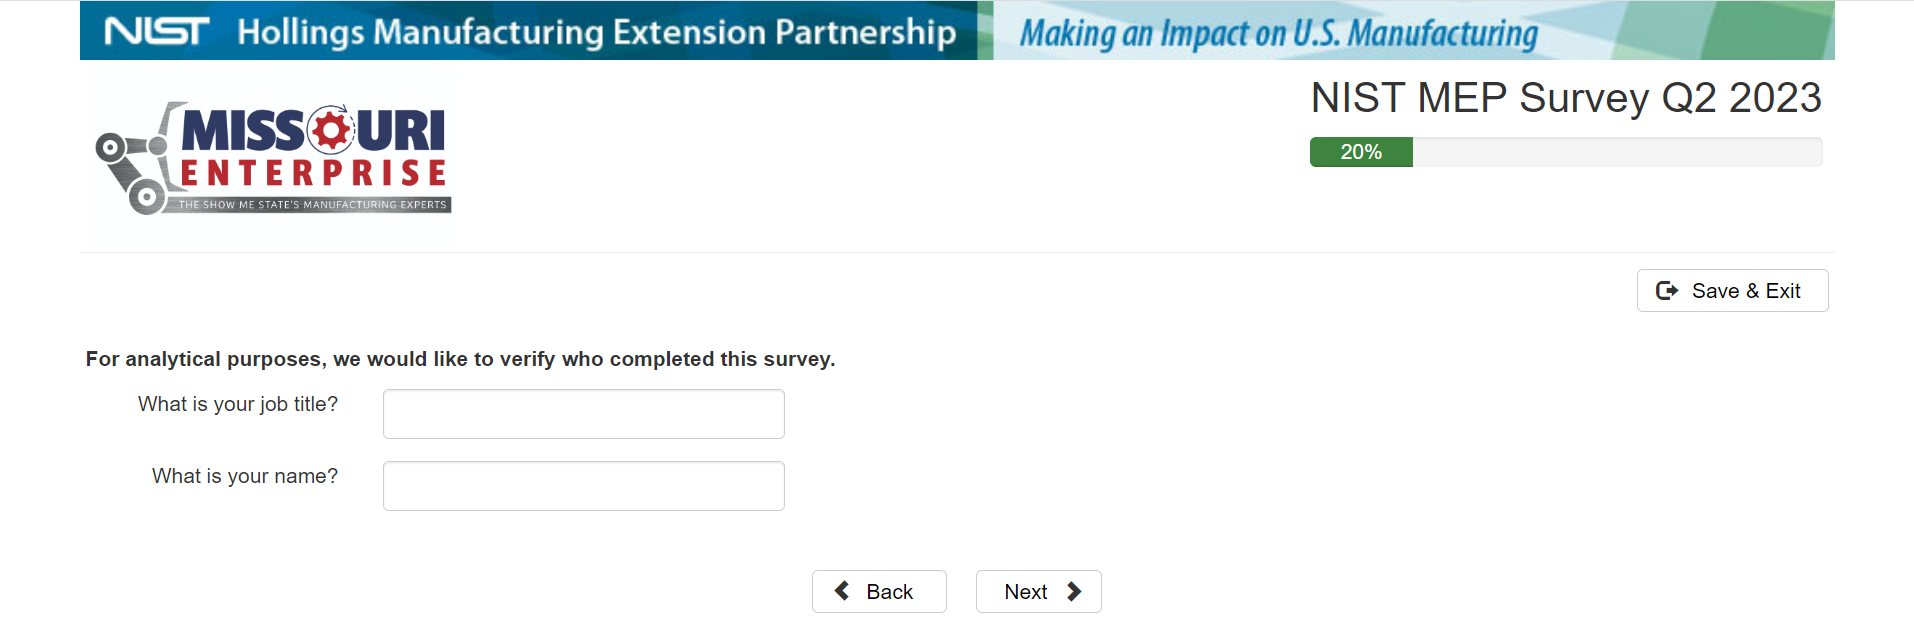 NIST Hollings Manufacturing Extension Partnership Making an Impact on U.S. Manufacturing
NIST MEP Survey Q2 2023
MISSOURI
ENTERPRISE
THE SHOW ME STATE'S MANUFACTURING EXPERTS
20%
Save & Exit
For analytical purposes, we would like to verify who completed this survey.
What is your job title?
What is your name?
Back Next